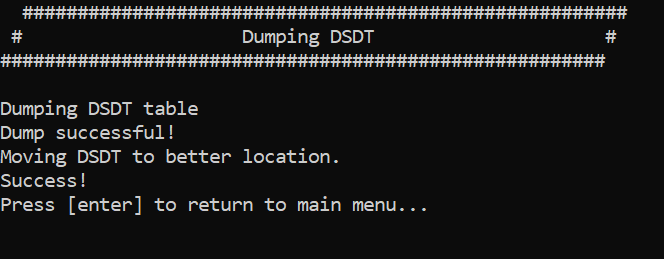 #######################################################
# Dumping DSDT #
#######################################################
Dumping DSDT table
Dump successful!
Moving DSDT to better location.
Success!
Press [enter] to return to main menu...